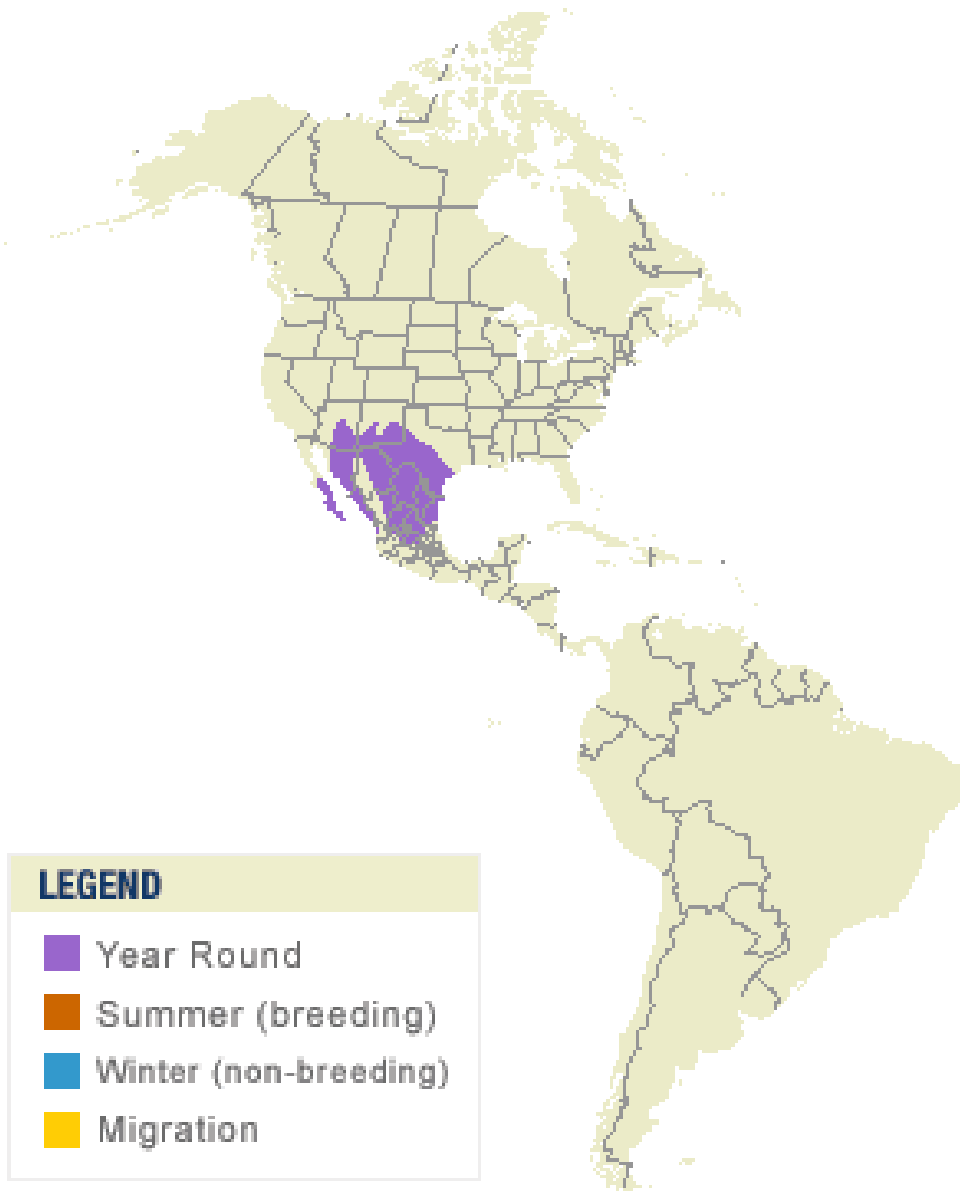 LEGEND
Year Round
Summer (breeding)
Winter (non-breeding)
Migration